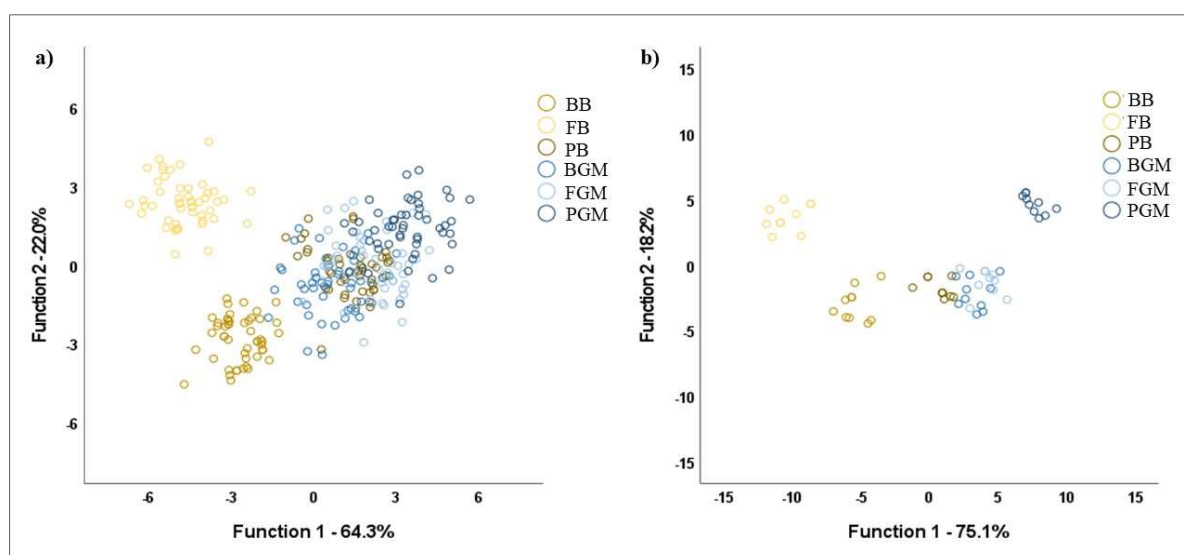 a)
6
3
0
-3
-6
Function 2 - 22.0%
-6 -3 0 3 6
Function 1 - 64.3%
BB
FB
PB
BGM
FGM
PGM
b)
15
10
5
0
-5
-10
-15
Function 2 - 18.2%
-15 -10 -5 0 5 10 15
Function 1 - 75.1%
BB
FB
PB
BGM
FGM
PGM